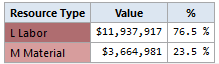 Resource Type Value %
L Labor $11,937,917 76.5 %
M Material $3,664,981 23.5 %